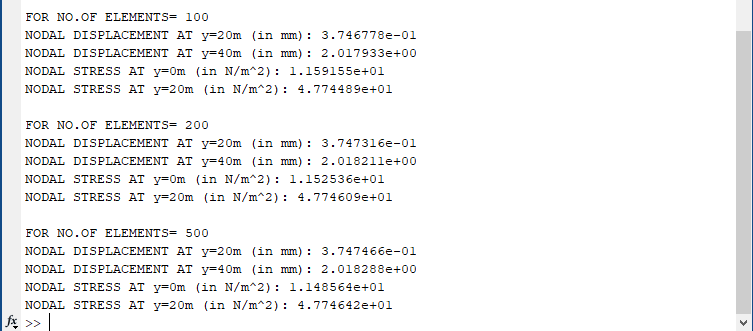 FOR NO.OF ELEMENTS= 100
NODAL DISPLACEMENT AT y=20m (in mm): 3.746778e-01
NODAL DISPLACEMENT AT y=40m (in mm): 2.017933e+00
NODAL STRESS AT y=0m (in N/m^2): 1.159155e+01
NODAL STRESS AT y=20m (in N/m^2): 4.774489e+01
FOR NO.OF ELEMENTS= 200
NODAL DISPLACEMENT AT y=20m (in mm): 3.747316e-01
NODAL DISPLACEMENT AT y=40m (in mm): 2.018211e+00
NODAL STRESS AT y=0m (in N/m^2): 1.152536e+01
NODAL STRESS AT y=20m (in N/m^2): 4.774609e+01
FOR NO.OF ELEMENTS= 500
NODAL DISPLACEMENT AT y=20m (in mm): 3.747466e-01
NODAL DISPLACEMENT AT y=40m (in mm): 2.018288e+00
NODAL STRESS AT y=0m (in N/m^2): 1.148564e+01
NODAL STRESS AT y=20m (in N/m^2): 4.774642e+01
fx >>